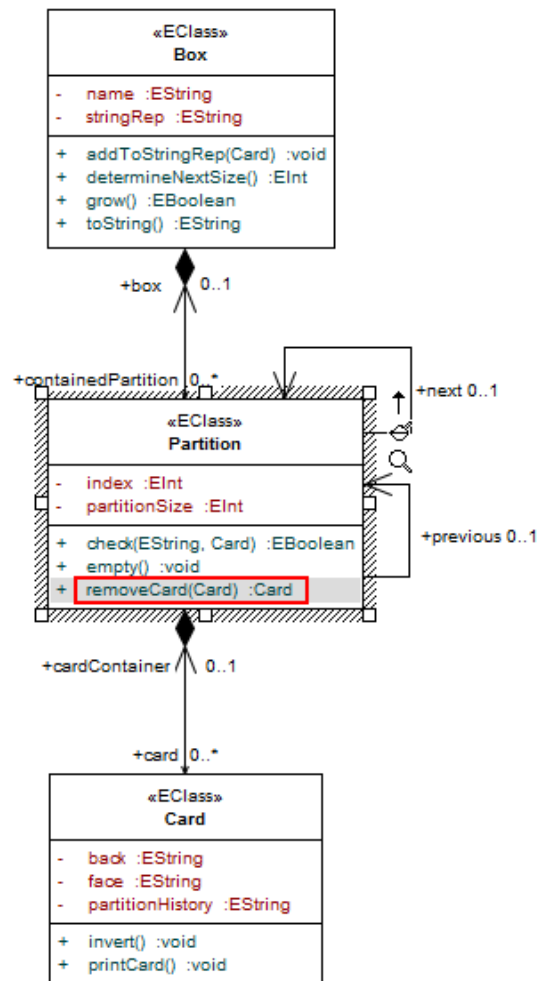 «EClass»
Box
- name :EString
- stringRep :EString
+ addToStringRep(Card) :void
+ determineNextSize() :EInt
+ grow() :EBoolean
+ toString() :EString
+box 0..1
+containedPartition 0..*
+next 0..1
«EClass»
Partition
- index :EInt
- partitionSize :EInt
+ check(EString, Card) :EBoolean
+previous 0..1
+ empty() :void
+ removeCard(Card) :Card
+cardContainer 0..1
+card 0..*
«EClass»
Card
- back :EString
- face :EString
- partitionHistory :EString
+ invert() :void
+ printCard() :void